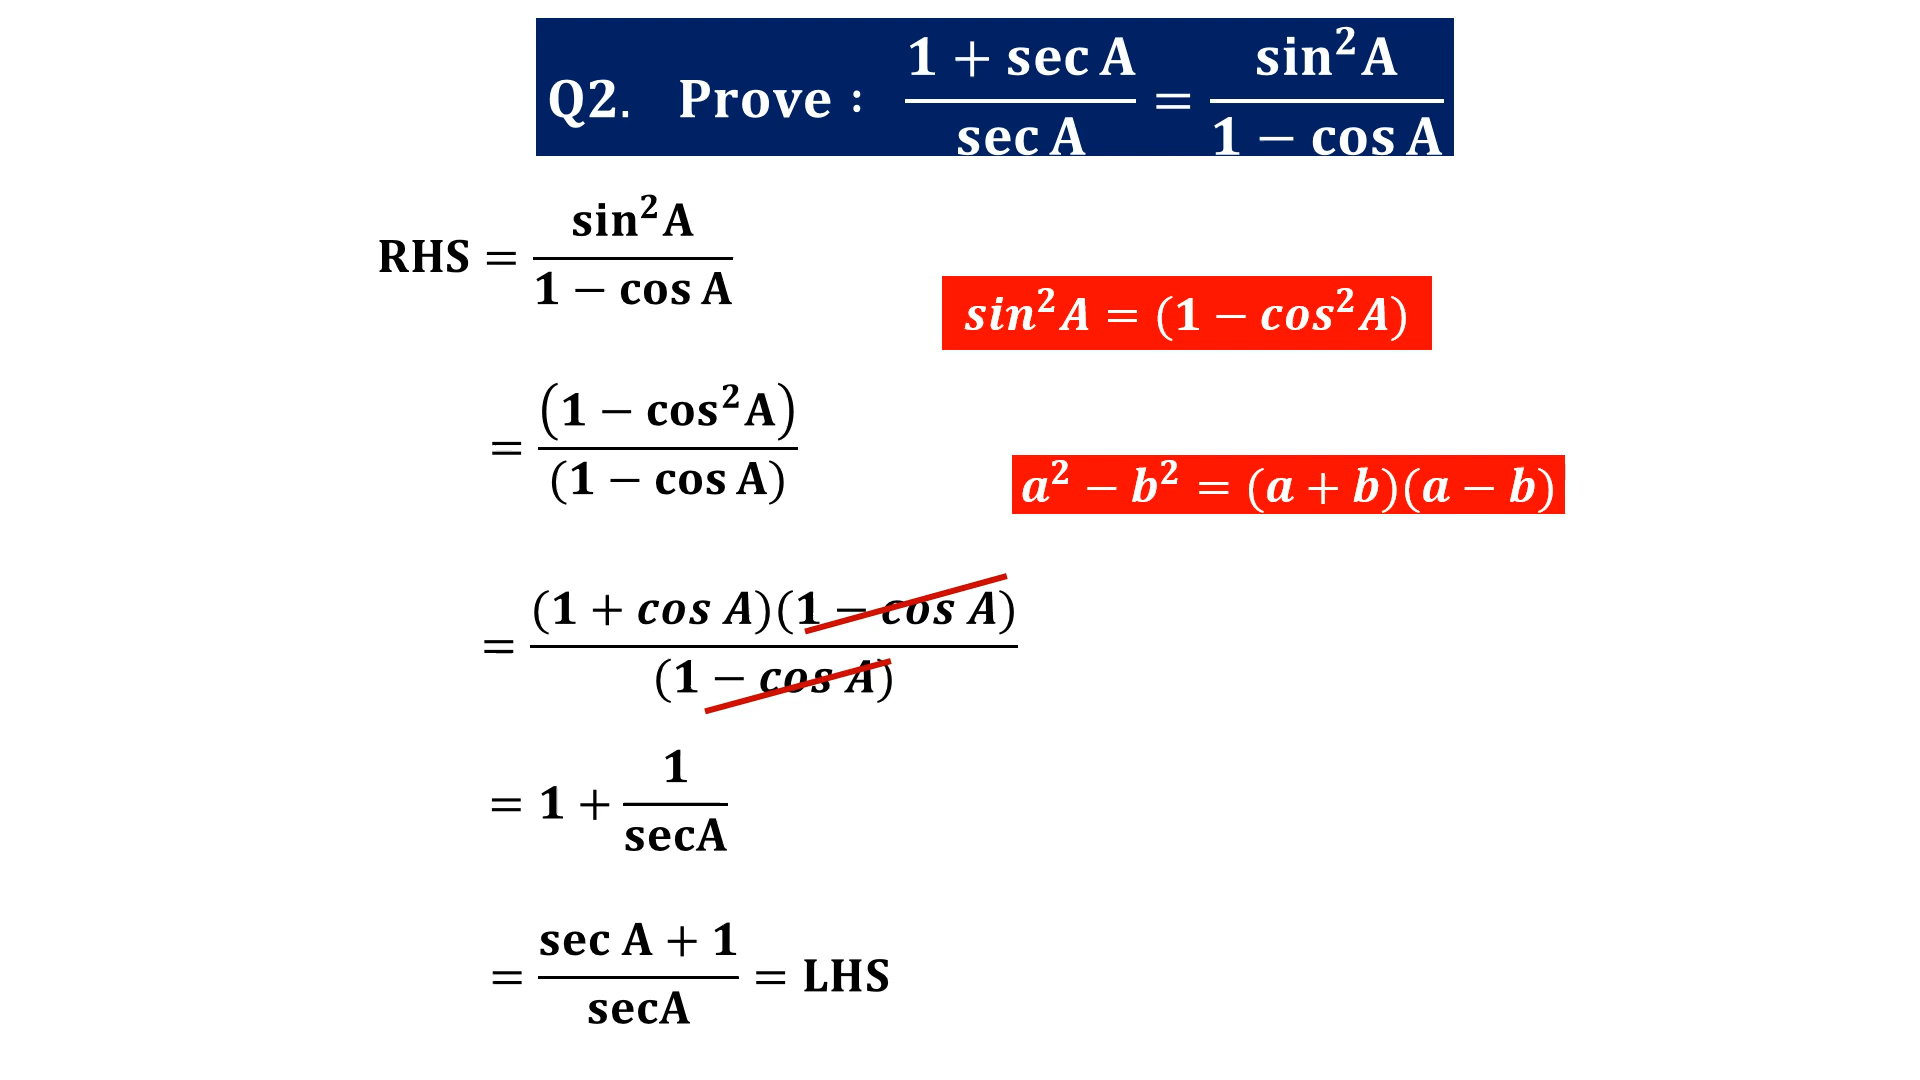 Q2. Prove : (1 + sec A)/(sec A) = (sin²A)/(1 − cos A)
RHS = (sin²A)/(1 − cos A)
sin²A = (1 − cos²A)
= (1 − cos²A)/(1 − cos A)
a² − b² = (a + b)(a − b)
= (1 + cos A)(1 − cos A)/(1 − cos A)
= 1 + 1/secA
= (sec A + 1)/secA = LHS